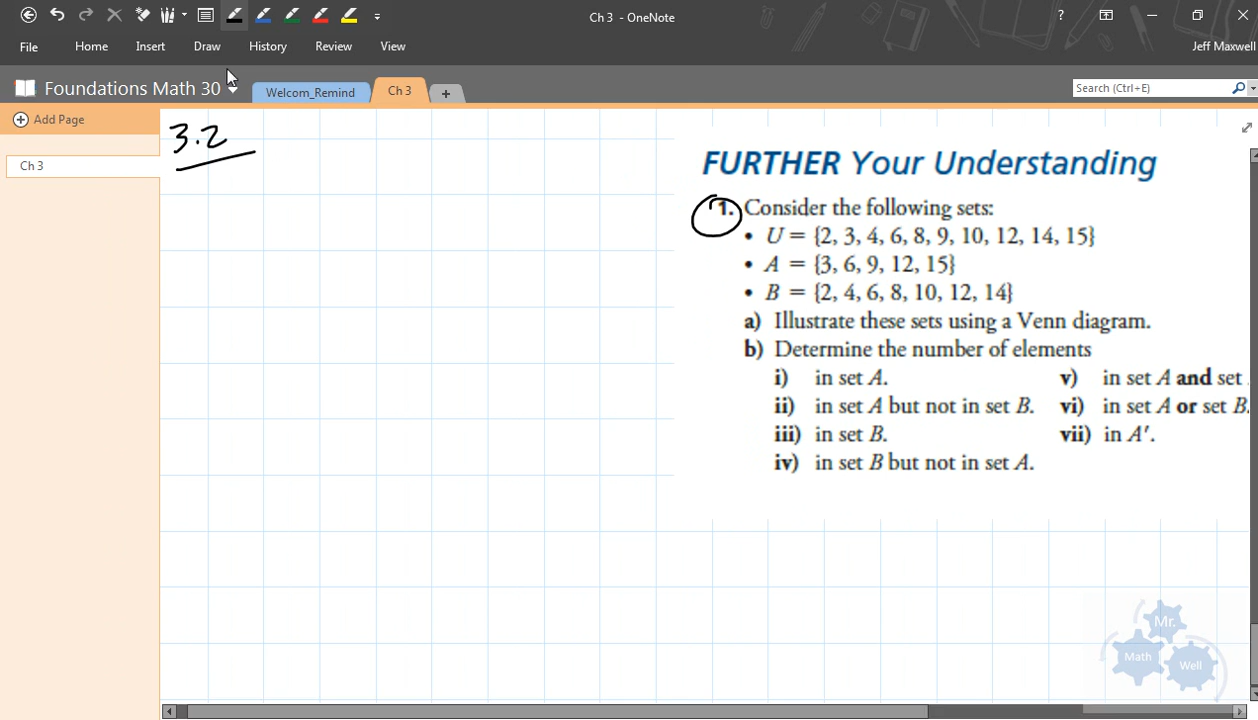 Ch 3 - OneNote
?
File Home Insert Draw History Review View
Jeff Maxwell
Foundations Math 30 Welcom_Remind Ch 3 +
Search (Ctrl+E)
Add Page
Ch 3
3.2
FURTHER Your Understanding
1. Consider the following sets:
• U = {2, 3, 4, 6, 8, 9, 10, 12, 14, 15}
• A = {3, 6, 9, 12, 15}
• B = {2, 4, 6, 8, 10, 12, 14}
a) Illustrate these sets using a Venn diagram.
b) Determine the number of elements
i) in set A. v) in set A and set
ii) in set A but not in set B. vi) in set A or set B.
iii) in set B. vii) in A′.
iv) in set B but not in set A.
Mr.
Math
Well